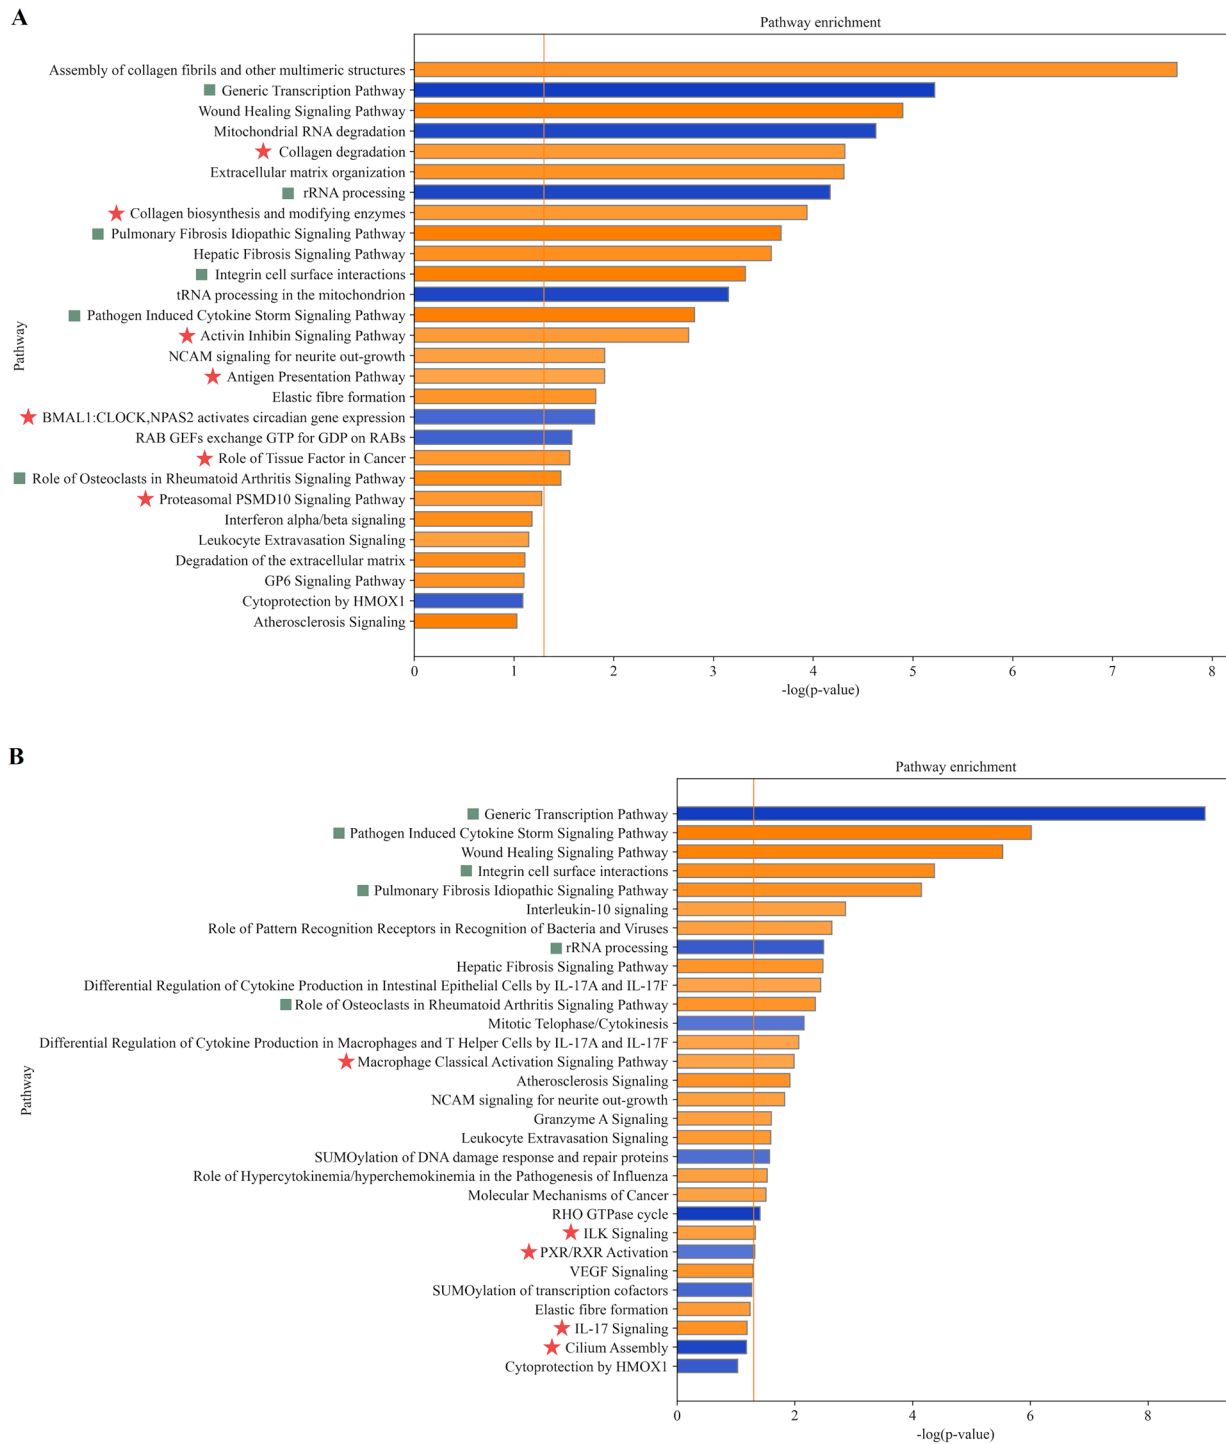 A
Pathway enrichment
Assembly of collagen fibrils and other multimeric structures
Generic Transcription Pathway
Wound Healing Signaling Pathway
Mitochondrial RNA degradation
Collagen degradation
Extracellular matrix organization
rRNA processing
Collagen biosynthesis and modifying enzymes
Pulmonary Fibrosis Idiopathic Signaling Pathway
Hepatic Fibrosis Signaling Pathway
Integrin cell surface interactions
tRNA processing in the mitochondrion
Pathogen Induced Cytokine Storm Signaling Pathway
Activin Inhibin Signaling Pathway
NCAM signaling for neurite out-growth
Antigen Presentation Pathway
Elastic fibre formation
BMAL1:CLOCK,NPAS2 activates circadian gene expression
RAB GEFs exchange GTP for GDP on RABs
Role of Tissue Factor in Cancer
Role of Osteoclasts in Rheumatoid Arthritis Signaling Pathway
Proteasomal PSMD10 Signaling Pathway
Interferon alpha/beta signaling
Leukocyte Extravasation Signaling
Degradation of the extracellular matrix
GP6 Signaling Pathway
Cytoprotection by HMOX1
Atherosclerosis Signaling
Pathway
0 1 2 3 4 5 6 7 8
-log(p-value)
B
Pathway enrichment
Generic Transcription Pathway
Pathogen Induced Cytokine Storm Signaling Pathway
Wound Healing Signaling Pathway
Integrin cell surface interactions
Pulmonary Fibrosis Idiopathic Signaling Pathway
Interleukin-10 signaling
Role of Pattern Recognition Receptors in Recognition of Bacteria and Viruses
rRNA processing
Hepatic Fibrosis Signaling Pathway
Differential Regulation of Cytokine Production in Intestinal Epithelial Cells by IL-17A and IL-17F
Role of Osteoclasts in Rheumatoid Arthritis Signaling Pathway
Mitotic Telophase/Cytokinesis
Differential Regulation of Cytokine Production in Macrophages and T Helper Cells by IL-17A and IL-17F
Macrophage Classical Activation Signaling Pathway
Atherosclerosis Signaling
NCAM signaling for neurite out-growth
Granzyme A Signaling
Leukocyte Extravasation Signaling
SUMOylation of DNA damage response and repair proteins
Role of Hypercytokinemia/hyperchemokinemia in the Pathogenesis of Influenza
Molecular Mechanisms of Cancer
RHO GTPase cycle
ILK Signaling
PXR/RXR Activation
VEGF Signaling
SUMOylation of transcription cofactors
Elastic fibre formation
IL-17 Signaling
Cilium Assembly
Cytoprotection by HMOX1
Pathway
0 2 4 6 8
-log(p-value)